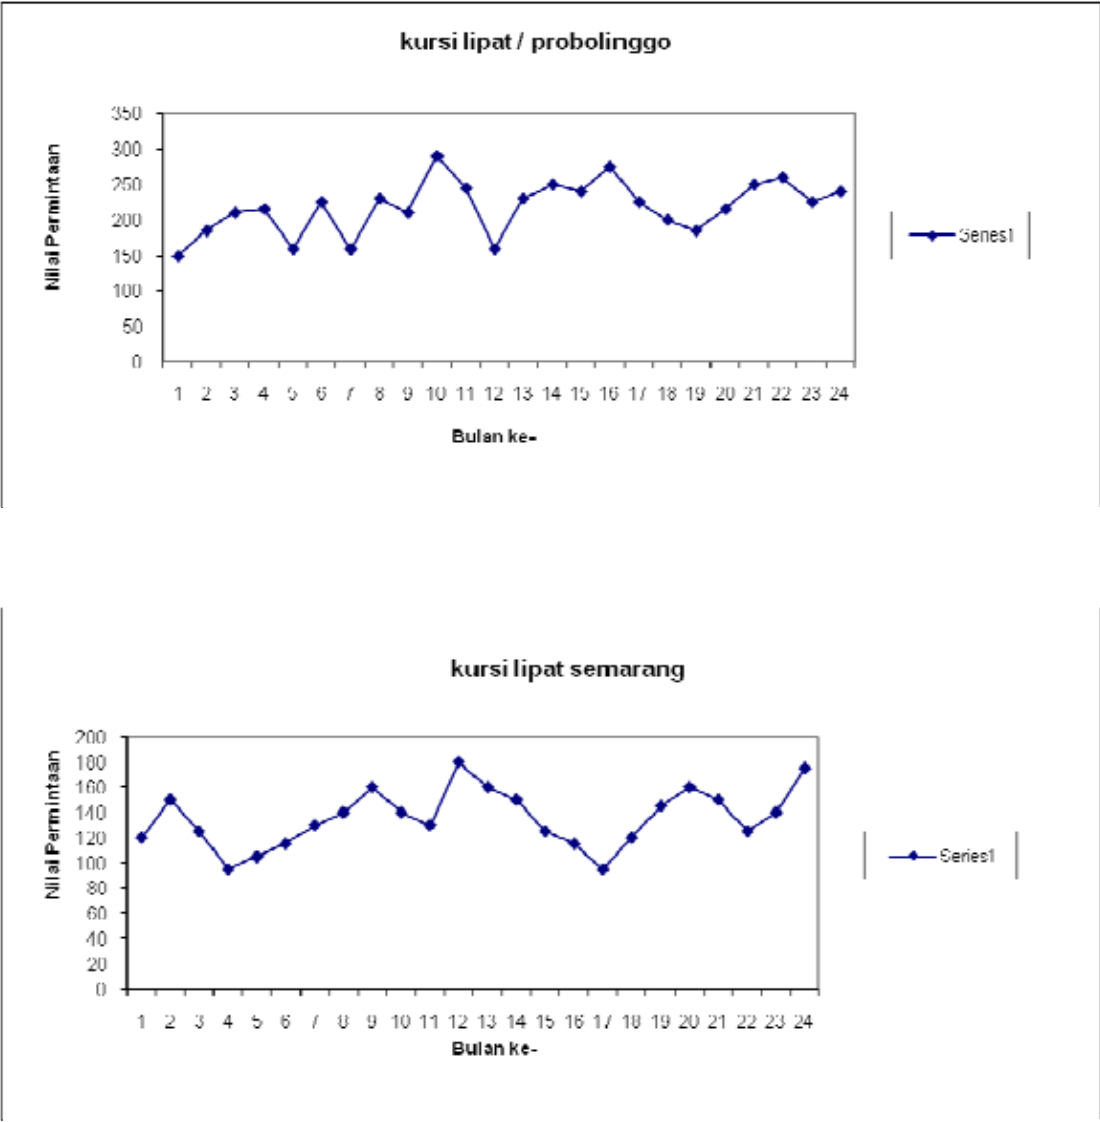 kursi lipat / probolinggo
350
300
250
200
150
100
50
0
Nilai Permintaan
1 2 3 4 5 6 7 8 9 10 11 12 13 14 15 16 17 18 19 20 21 22 23 24
Bulan ke-
Series1
kursi lipat semarang
200
180
160
140
120
100
80
60
40
20
0
Nilai Permintaan
1 2 3 4 5 6 7 8 9 10 11 12 13 14 15 16 17 18 19 20 21 22 23 24
Bulan ke-
Series1